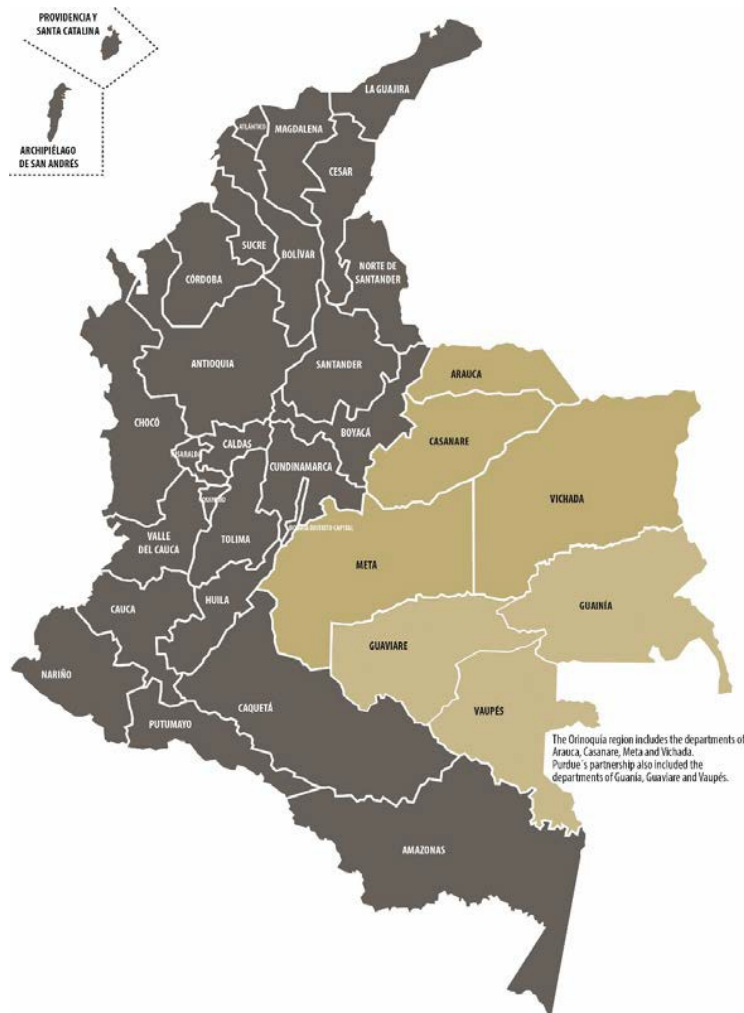 PROVIDENCIA Y
SANTA CATALINA
ARCHIPIÉLAGO
DE SAN ANDRÉS
LA GUAJIRA
ATLÁNTICO
MAGDALENA
CESAR
SUCRE
BOLÍVAR
NORTE DE
SANTANDER
CÓRDOBA
ANTIOQUIA
SANTANDER
ARAUCA
CHOCÓ
BOYACÁ
CASANARE
CALDAS
RISARALDA
CUNDINAMARCA
QUINDÍO
VICHADA
BOGOTÁ DISTRITO CAPITAL
VALLE
DEL CAUCA
TOLIMA
META
CAUCA
HUILA
GUAINÍA
GUAVIARE
NARIÑO
CAQUETÁ
VAUPÉS
PUTUMAYO
The Orinoquía region includes the departments of
Arauca, Casanare, Meta and Vichada.
Purdue´s partnership also included the
departments of Guanía, Guaviare and Vaupés.
AMAZONAS